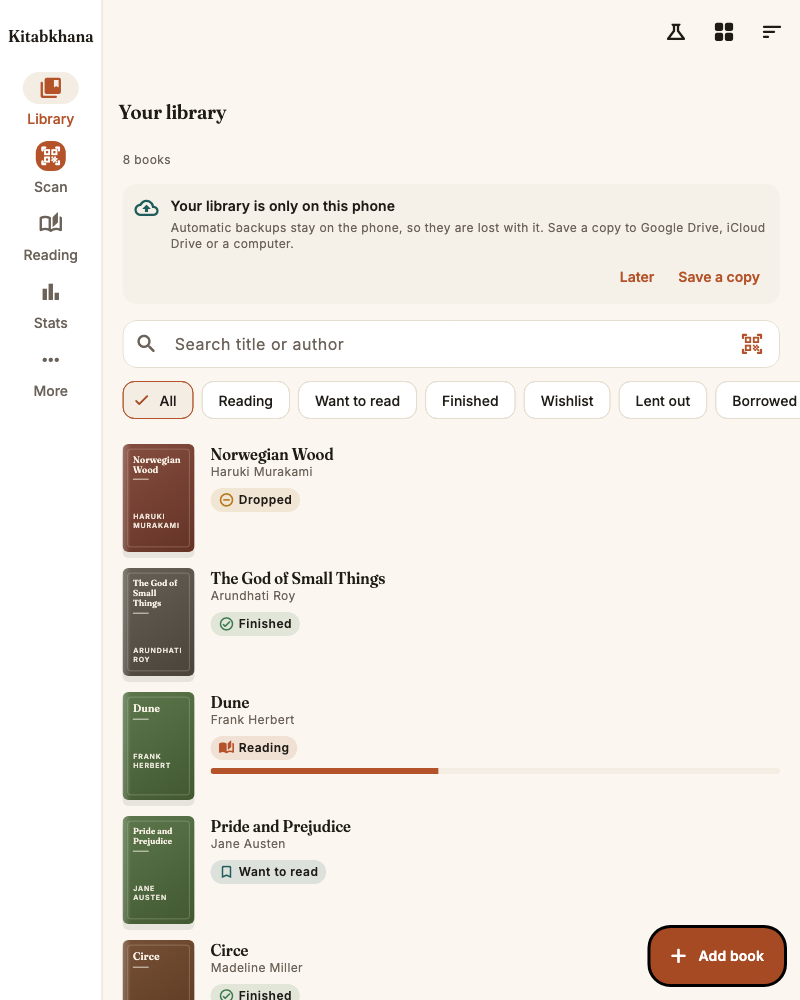 Kitabkhana
Library
Scan
Reading
Stats
More
Your library
8 books
Your library is only on this phone
Automatic backups stay on the phone, so they are lost with it. Save a copy to Google Drive, iCloud
Drive or a computer.
Later
Save a copy
Search title or author
All
Reading
Want to read
Finished
Wishlist
Lent out
Borrowed
Norwegian
Wood
HARUKI
MURAKAMI
Norwegian Wood
Haruki Murakami
Dropped
The God of
Small
Things
ARUNDHATI
ROY
The God of Small Things
Arundhati Roy
Finished
Dune
FRANK
HERBERT
Dune
Frank Herbert
Reading
Pride and
Prejudice
JANE
AUSTEN
Pride and Prejudice
Jane Austen
Want to read
Circe
Circe
Madeline Miller
Finished
Add book